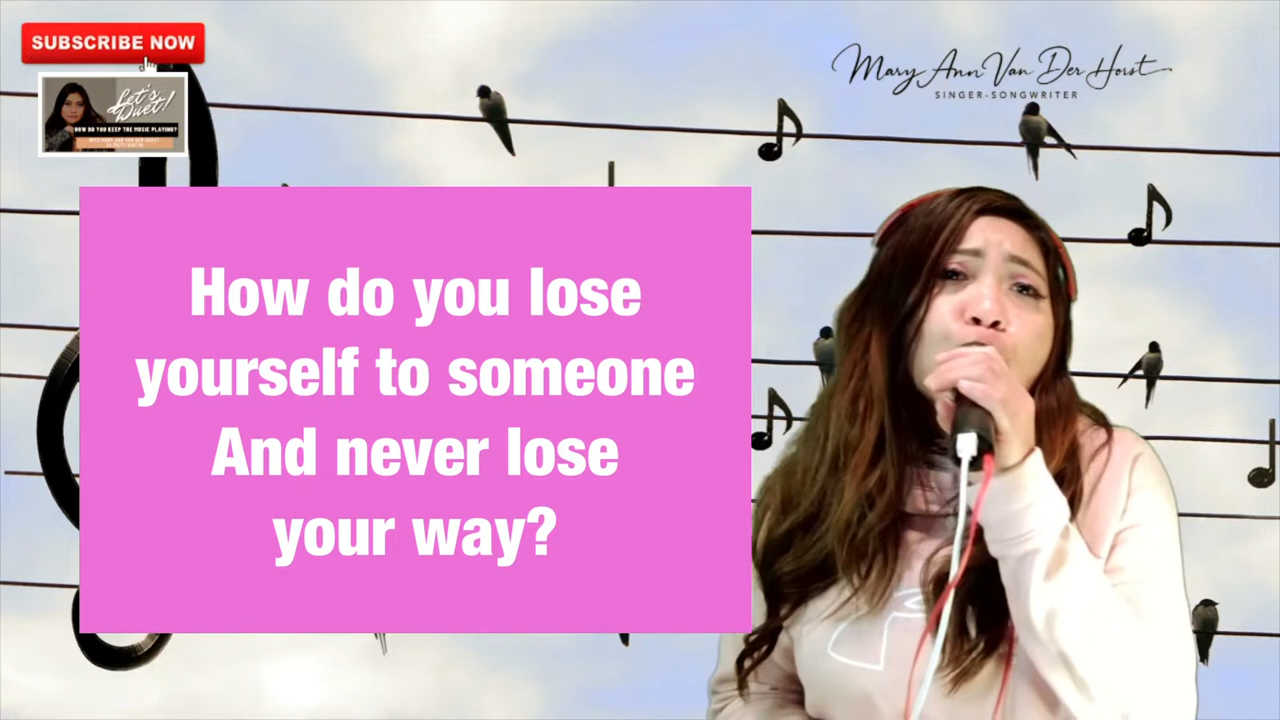 SUBSCRIBE NOW
Let's
Duet!
HOW DO YOU KEEP THE MUSIC PLAYING?
Mary Ann Van Der Horst
SINGER-SONGWRITER
How do you lose
yourself to someone
And never lose
your way?